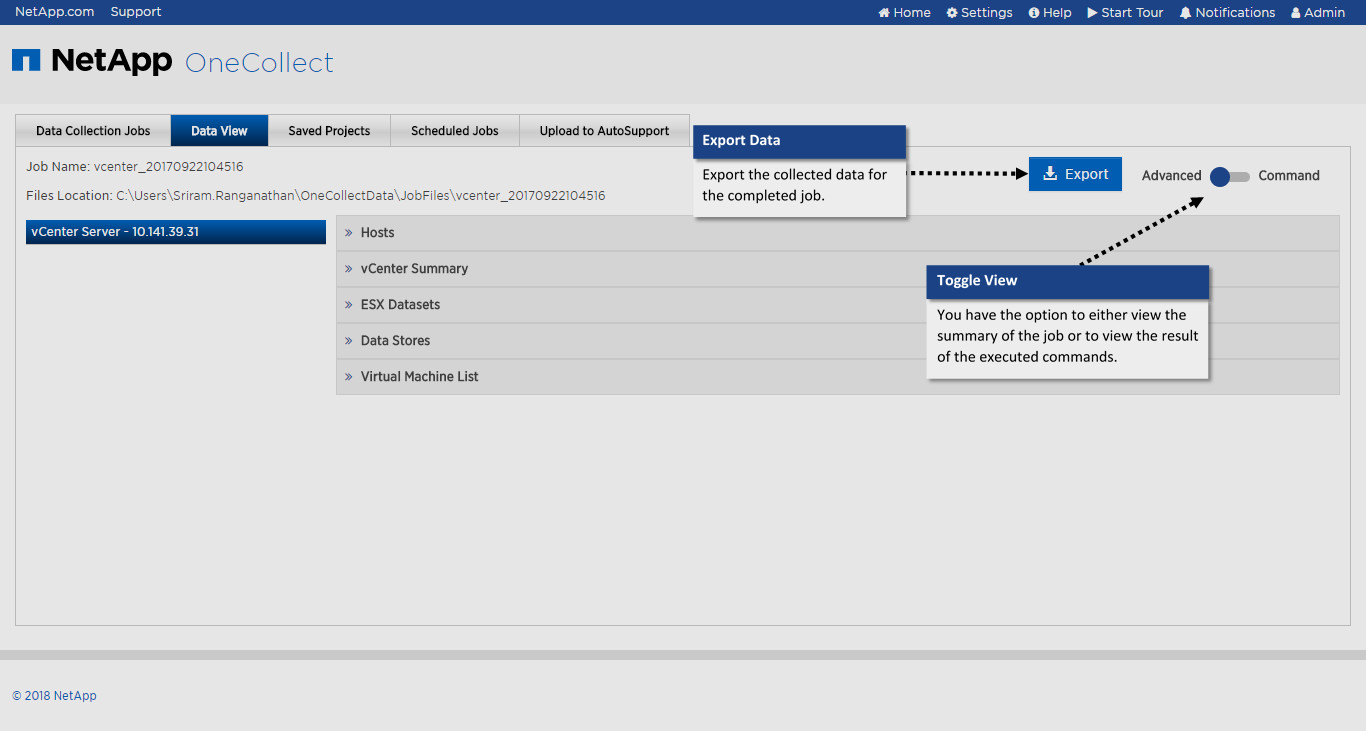 NetApp.com Support Home Settings Help Start Tour Notifications Admin
NetApp OneCollect
Data Collection Jobs Data View Saved Projects Scheduled Jobs Upload to AutoSupport
Export Data
Export the collected data for
the completed job.
Job Name: vcenter_20170922104516
Export Advanced Command
Files Location: C:\Users\Sriram.Ranganathan\OneCollectData\JobFiles\vcenter_20170922104516
vCenter Server - 10.141.39.31
» Hosts
» vCenter Summary
» ESX Datasets
» Data Stores
» Virtual Machine List
Toggle View
You have the option to either view the
summary of the job or to view the result
of the executed commands.
© 2018 NetApp